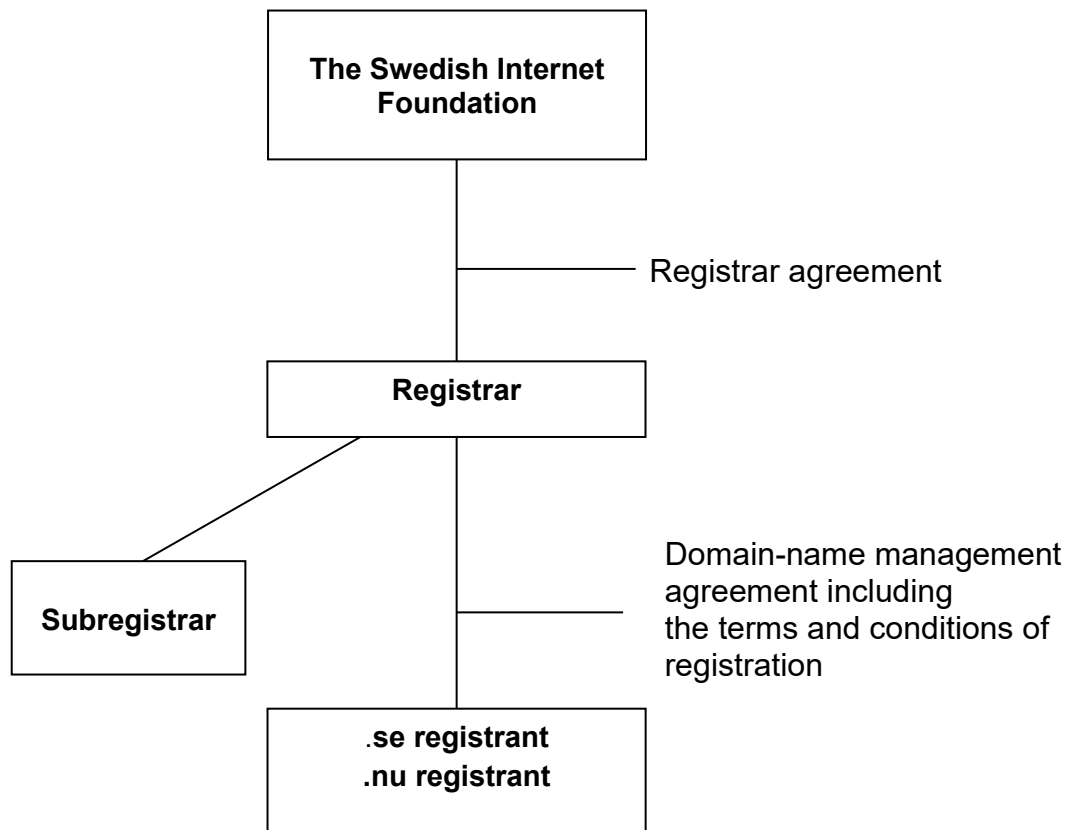 The Swedish Internet
Foundation
Registrar agreement
Registrar
Subregistrar
Domain-name management
agreement including
the terms and conditions of
registration
.se registrant
.nu registrant